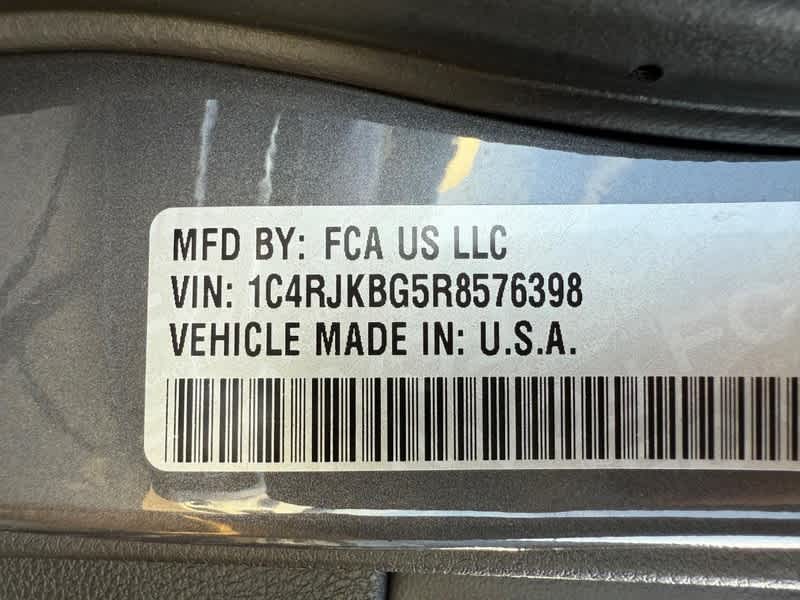 MFD BY: FCA US LLC
VIN: 1C4RJKBG5R8576398
VEHICLE MADE IN: U.S.A.